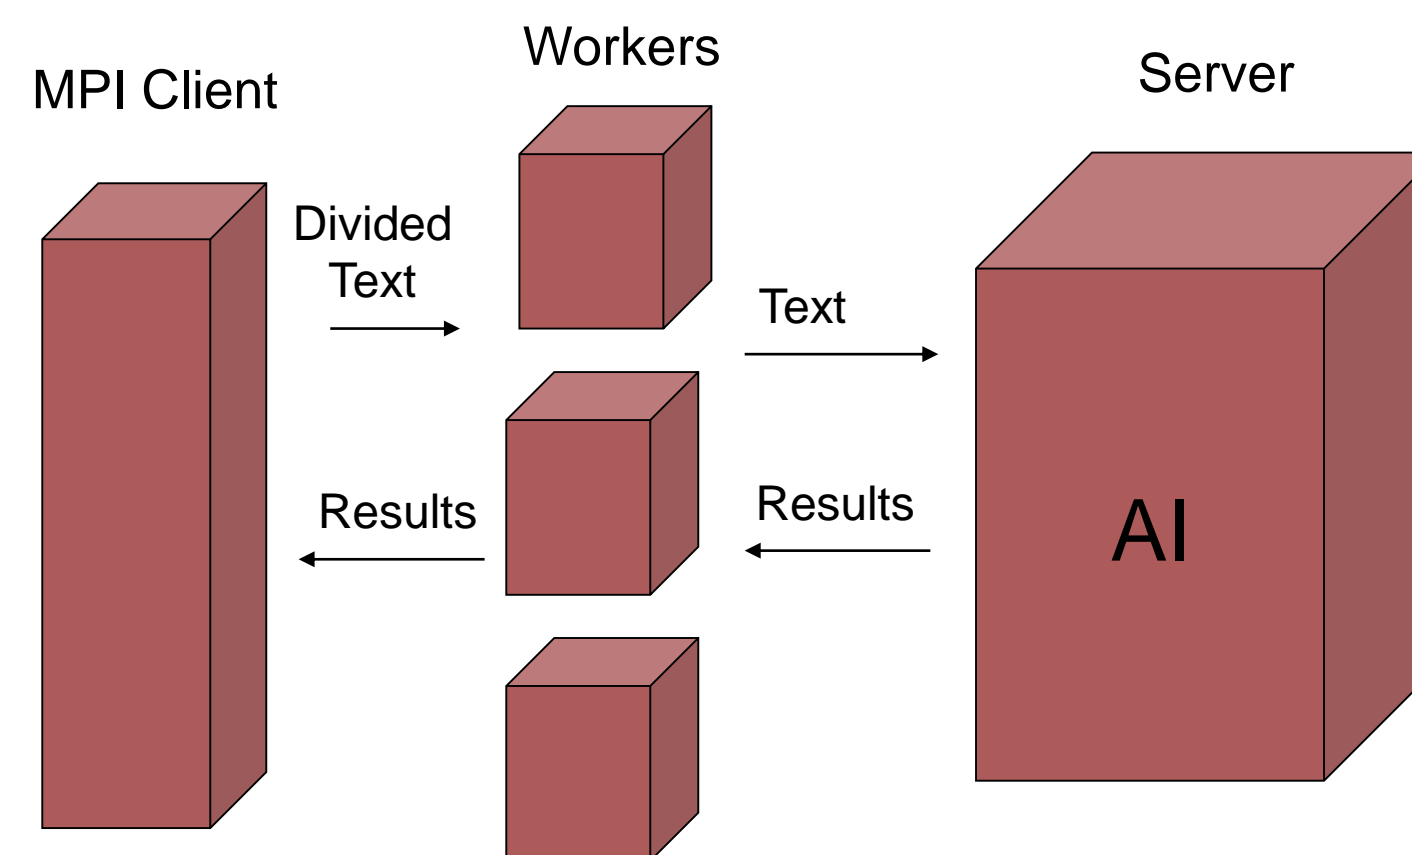 MPI Client
Workers
Server
Divided
Text
Text
Results
Results
AI